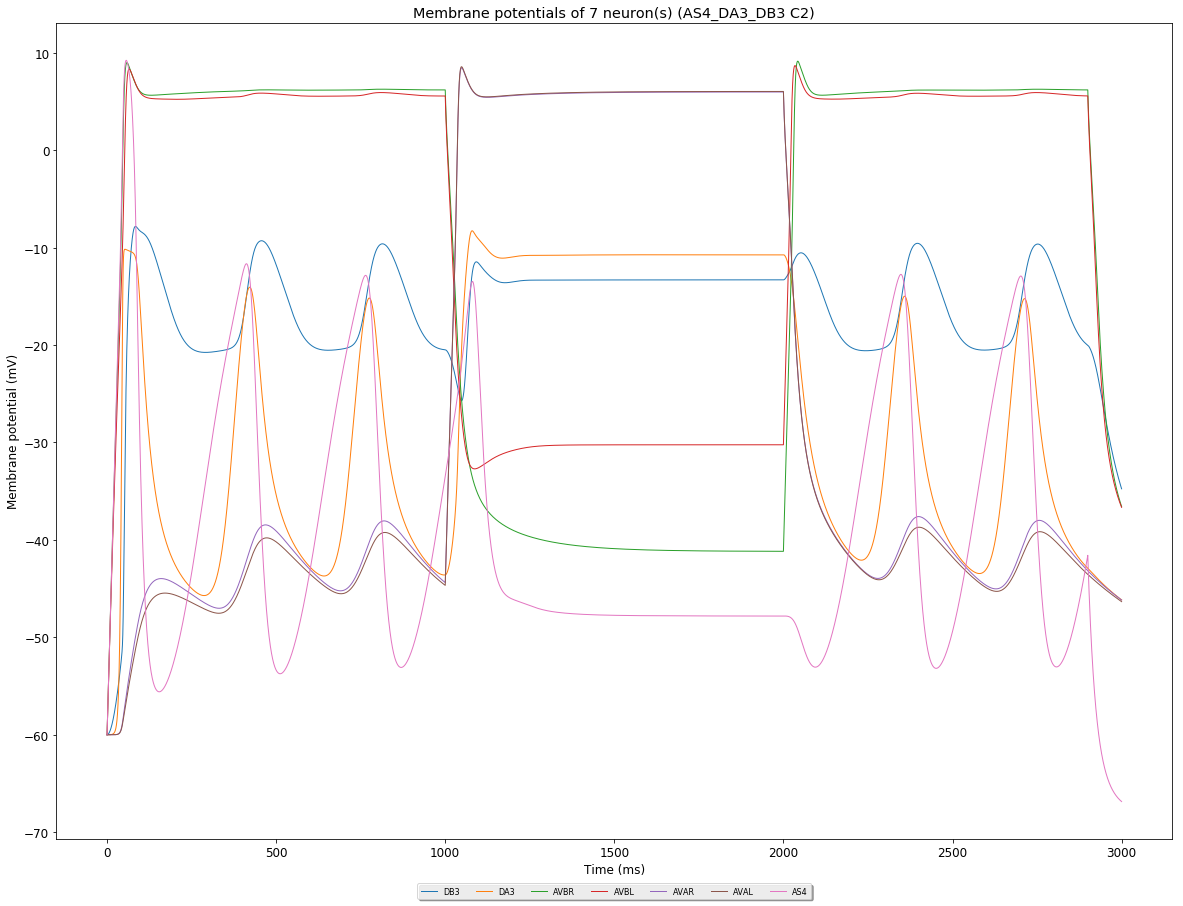 Membrane potentials of 7 neuron(s) (AS4_DA3_DB3 C2)
10
0
−10
−20
−30
−40
−50
−60
−70
Membrane potential (mV)
0 500 1000 1500 2000 2500 3000
Time (ms)
DB3 DA3 AVBR AVBL AVAR AVAL AS4